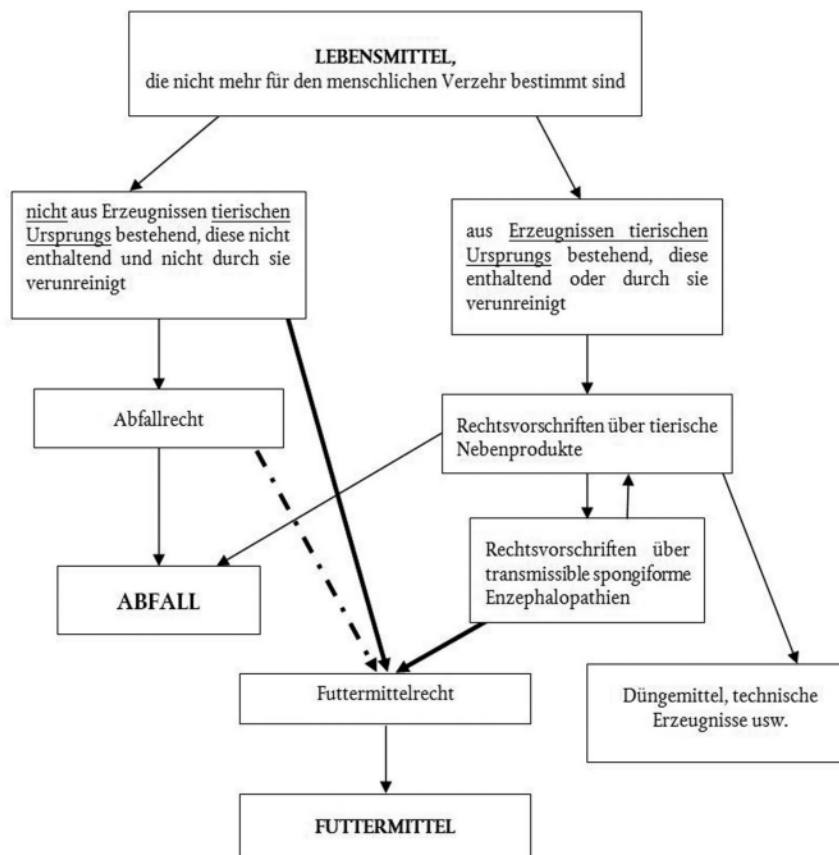 LEBENSMITTEL,
die nicht mehr für den menschlichen Verzehr bestimmt sind
nicht aus Erzeugnissen tierischen
Ursprungs bestehend, diese nicht
enthaltend und nicht durch sie
verunreinigt
aus Erzeugnissen tierischen
Ursprungs bestehend, diese
enthaltend oder durch sie
verunreinigt
Abfallrecht
Rechtsvorschriften über tierische
Nebenprodukte
ABFALL
Rechtsvorschriften über
transmissible spongiforme
Enzephalopathien
Futtermittelrecht
Düngemittel, technische
Erzeugnisse usw.
FUTTERMITTEL